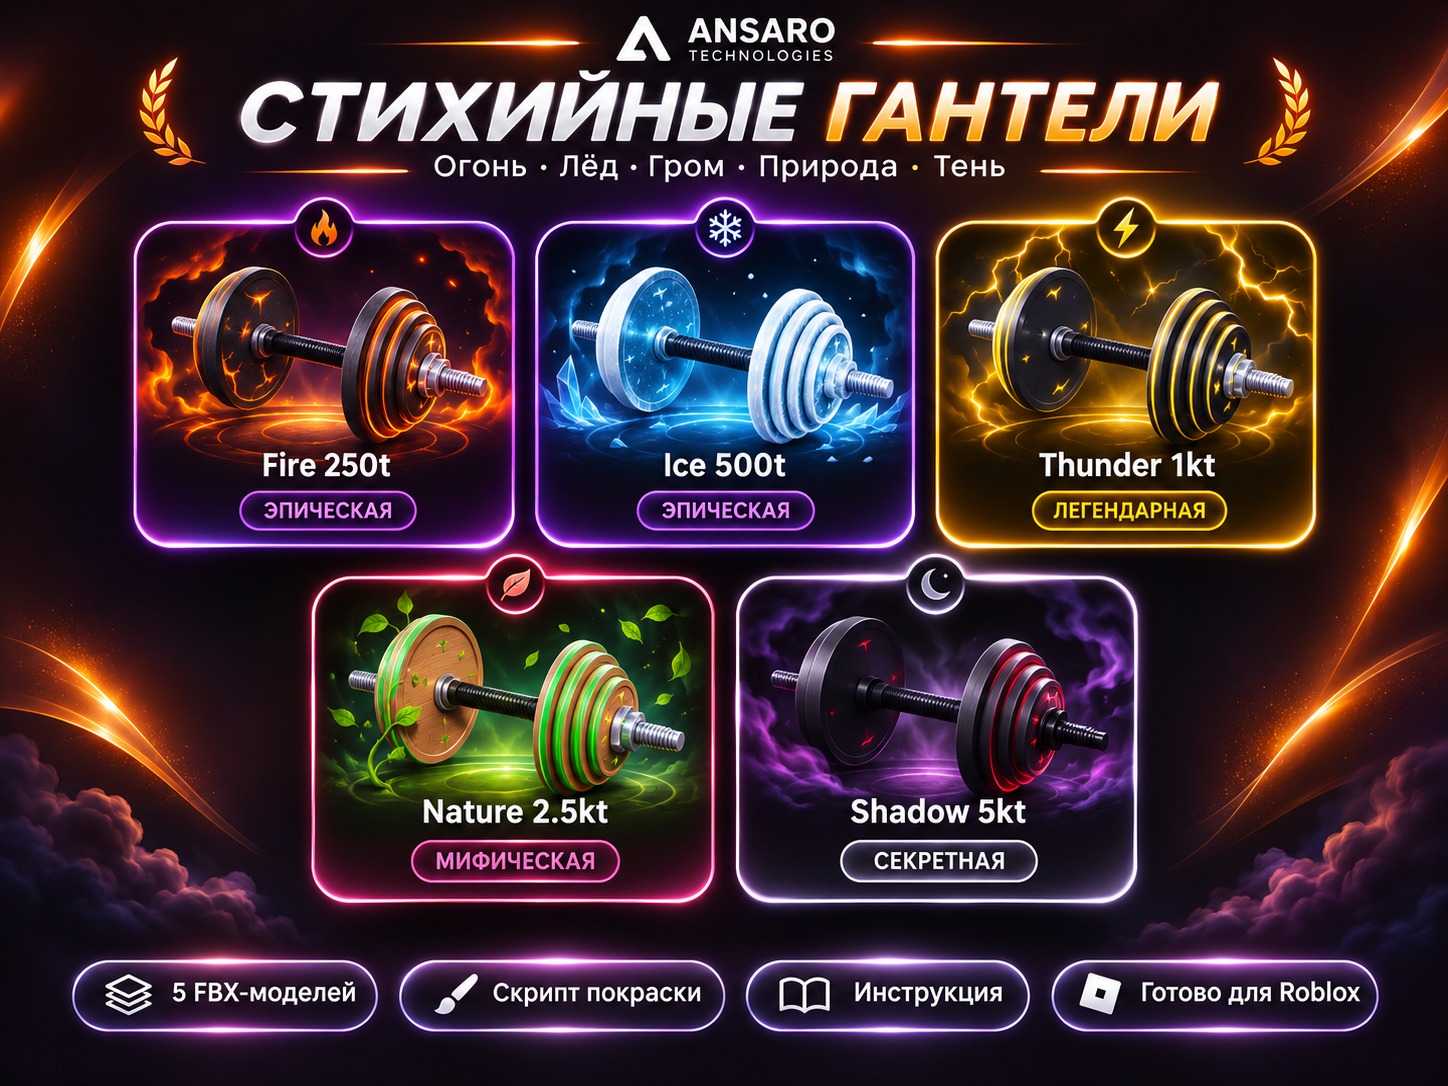 ANSARO
TECHNOLOGIES
СТИХИЙНЫЕ ГАНТЕЛИ
Огонь · Лёд · Гром · Природа · Тень
Fire 250t
ЭПИЧЕСКАЯ
Ice 500t
ЭПИЧЕСКАЯ
Thunder 1kt
ЛЕГЕНДАРНАЯ
Nature 2.5kt
МИФИЧЕСКАЯ
Shadow 5kt
СЕКРЕТНАЯ
5 FBX-моделей
Скрипт покраски
Инструкция
Готово для Roblox